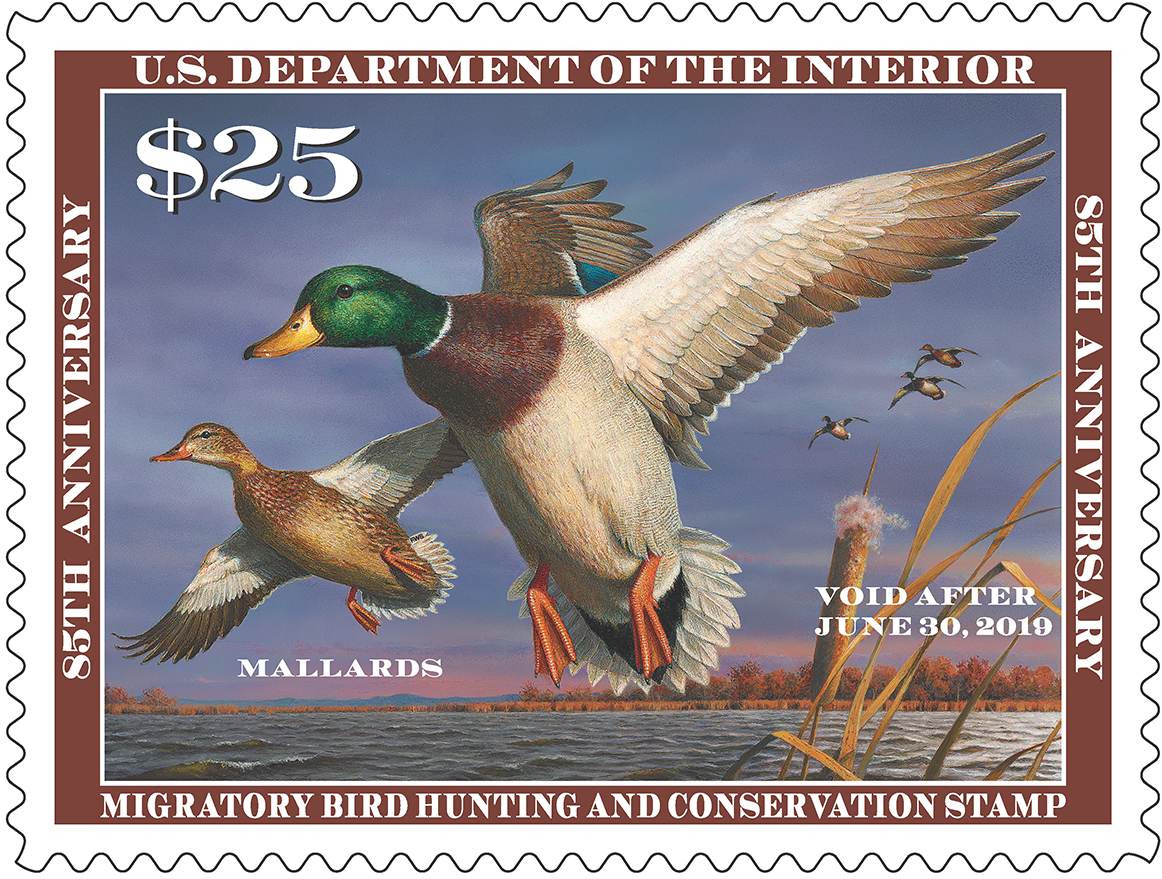 U.S. DEPARTMENT OF THE INTERIOR
$25
85TH ANNIVERSARY
85TH ANNIVERSARY
VOID AFTER
JUNE 30, 2019
MALLARDS
MIGRATORY BIRD HUNTING AND CONSERVATION STAMP